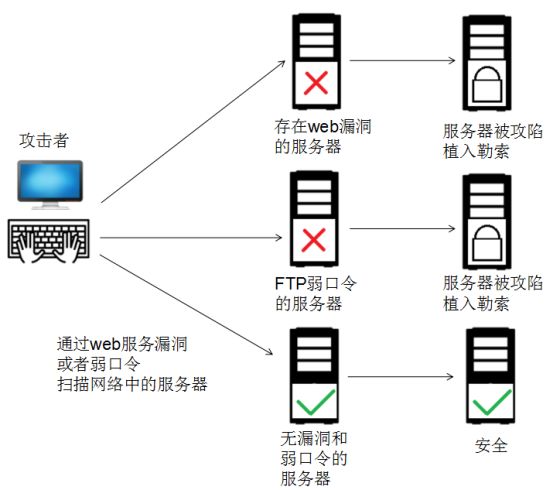 攻击者
存在web漏洞
的服务器
服务器被攻陷
植入勒索
FTP弱口令
的服务器
服务器被攻陷
植入勒索
通过web服务漏洞
或者弱口令
扫描网络中的服务器
无漏洞和
弱口令的
服务器
安全